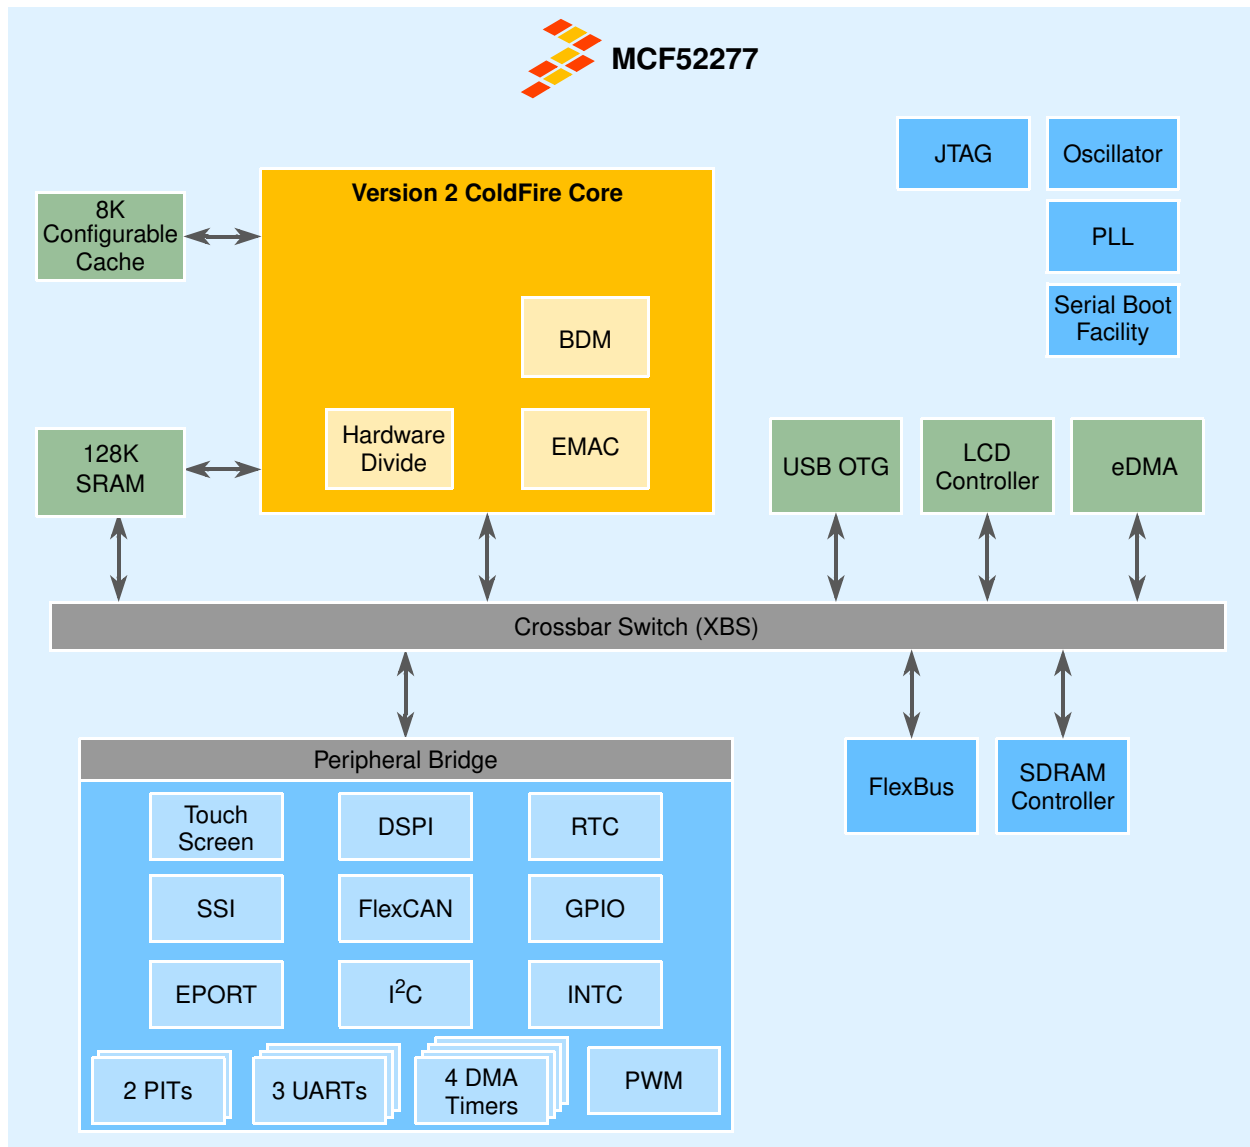 MCF52277
JTAG
Oscillator
PLL
Serial Boot
Facility
Version 2 ColdFire Core
8K
Configurable
Cache
BDM
Hardware
Divide
EMAC
128K
SRAM
USB OTG
LCD
Controller
eDMA
Crossbar Switch (XBS)
Peripheral Bridge
FlexBus
SDRAM
Controller
Touch
Screen
DSPI
RTC
SSI
FlexCAN
GPIO
EPORT
I²C
INTC
2 PITs
3 UARTs
4 DMA
Timers
PWM